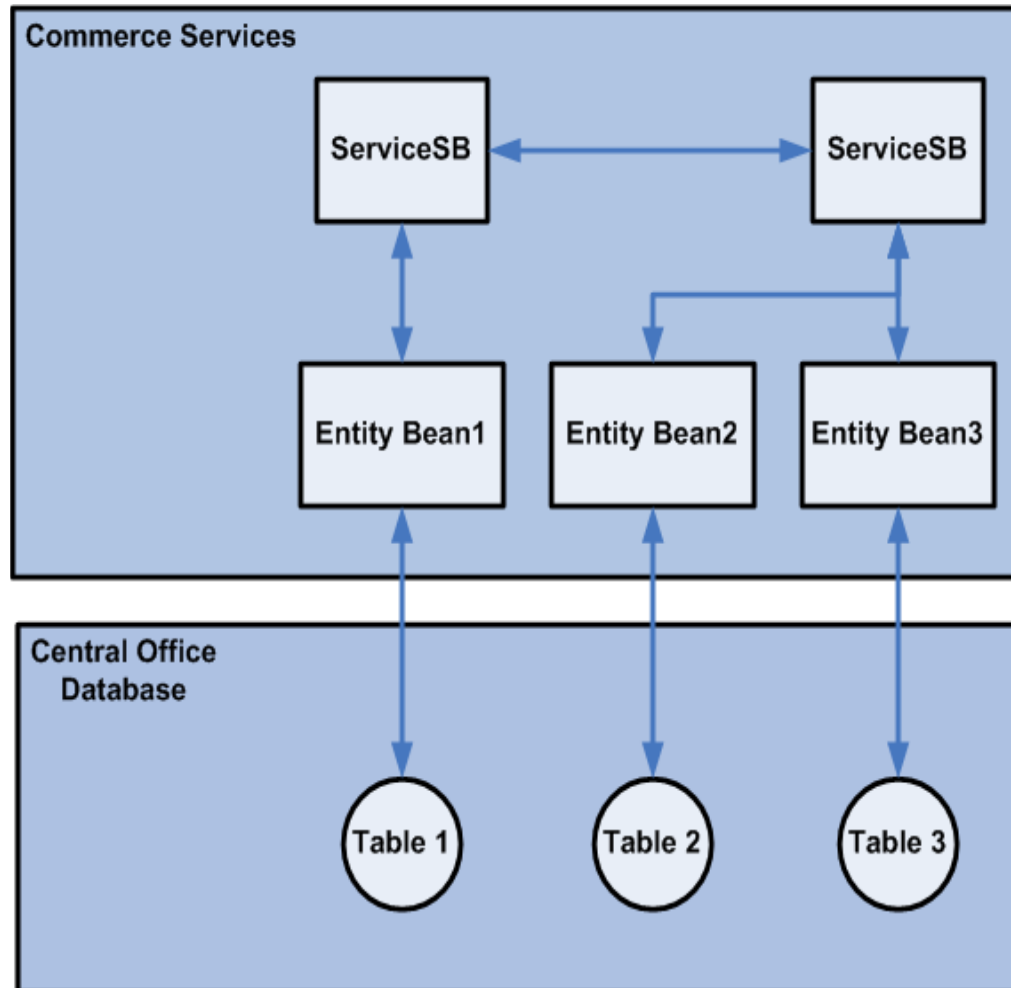 Commerce Services
ServiceSB
ServiceSB
Entity Bean1
Entity Bean2
Entity Bean3
Central Office
Database
Table 1
Table 2
Table 3